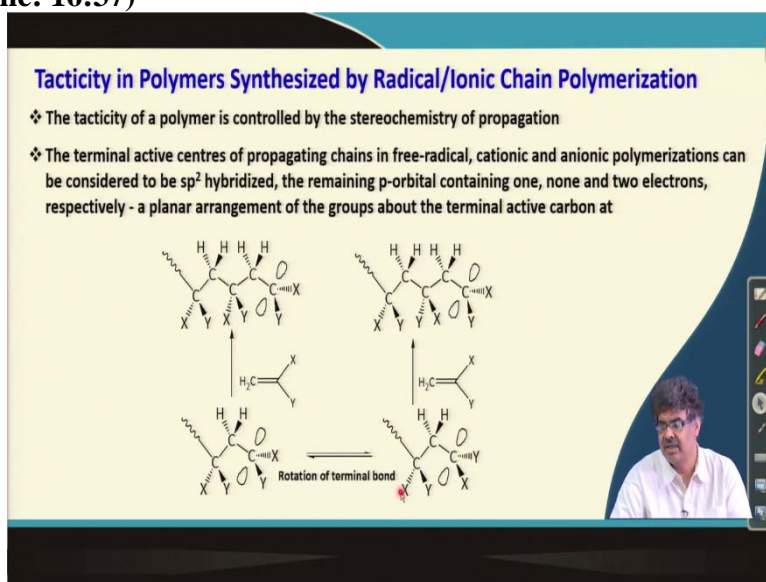 ne: 16:37)
Tacticity in Polymers Synthesized by Radical/Ionic Chain Polymerization
❖ The tacticity of a polymer is controlled by the stereochemistry of propagation
❖ The terminal active centres of propagating chains in free-radical, cationic and anionic polymerizations can
be considered to be sp² hybridized, the remaining p-orbital containing one, none and two electrons,
respectively - a planar arrangement of the groups about the terminal active carbon at
H H H H H H H H
C C C C
C C C X C C C X
X Y X Y Y X Y Y X Y
X X
H₂C H₂C
Y Y
H H H H
C C
C C X C C Y
X Y Y Rotation of terminal bond X Y X